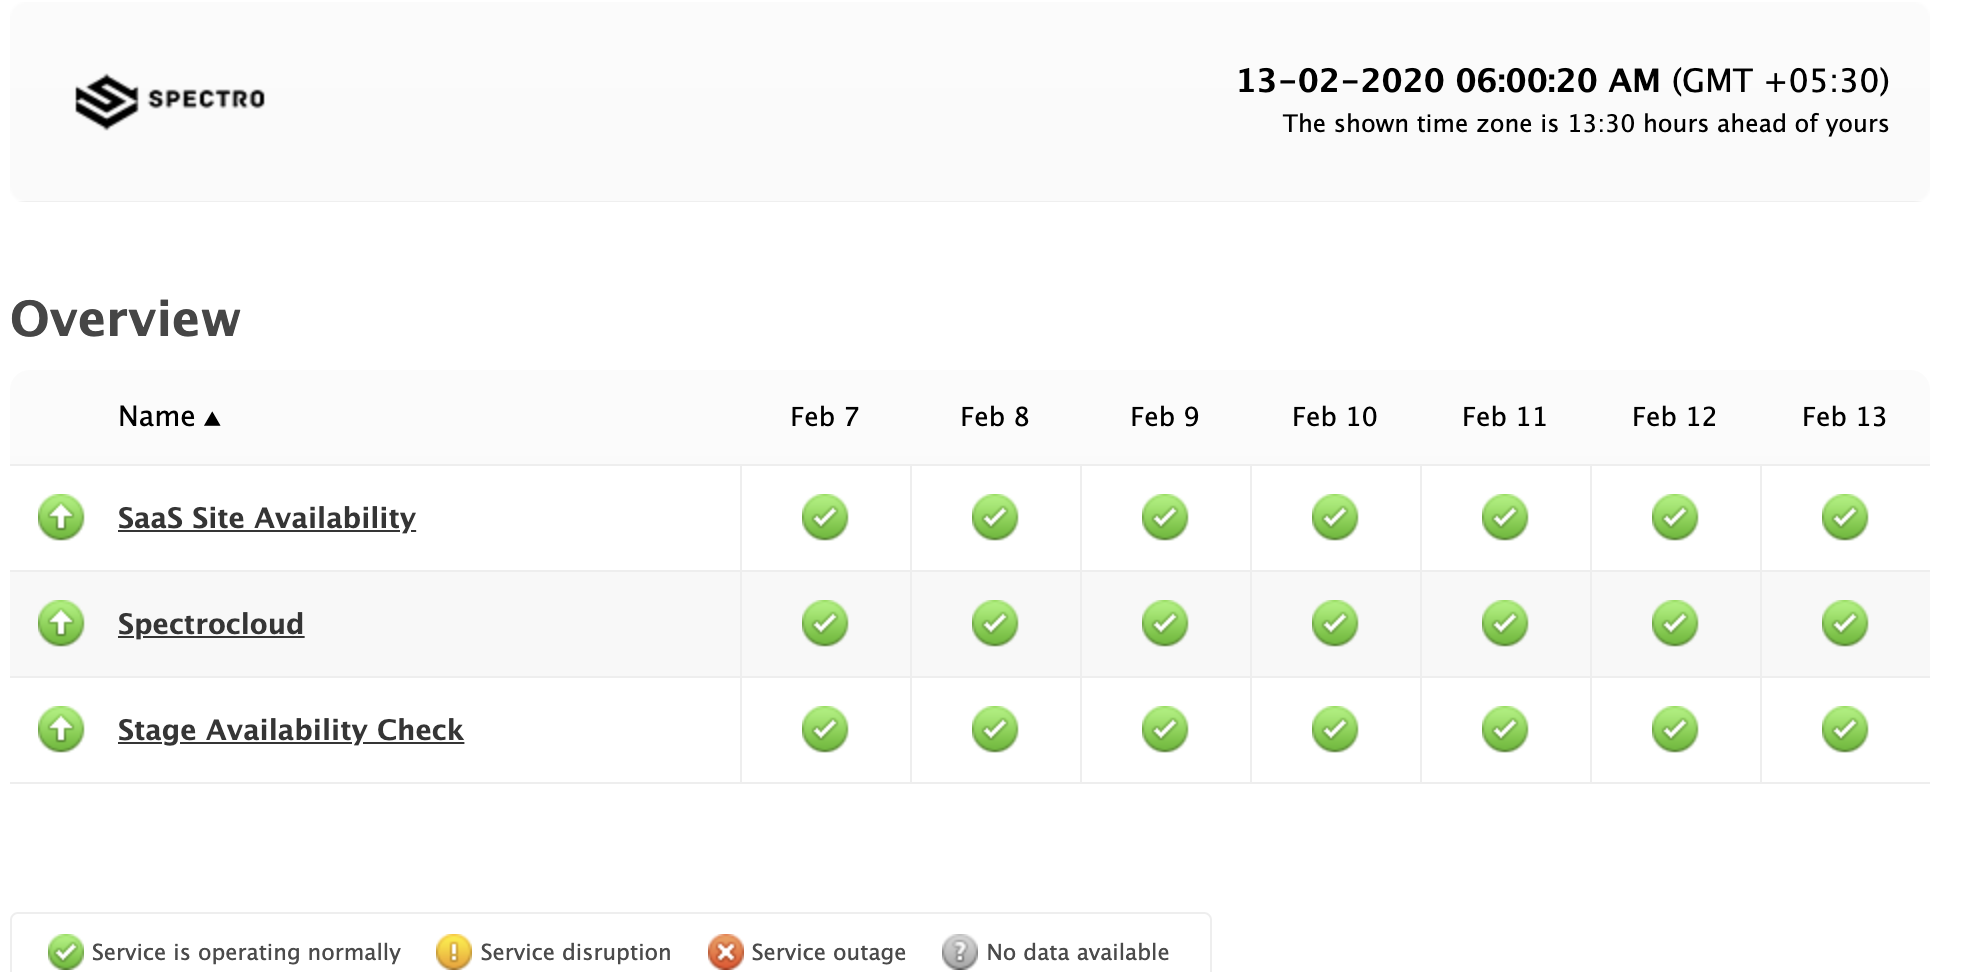 SPECTRO
13-02-2020 06:00:20 AM (GMT +05:30)
The shown time zone is 13:30 hours ahead of yours
Overview
Name ▲ Feb 7 Feb 8 Feb 9 Feb 10 Feb 11 Feb 12 Feb 13
SaaS Site Availability
Spectrocloud
Stage Availability Check
Service is operating normally ! Service disruption Service outage ? No data available